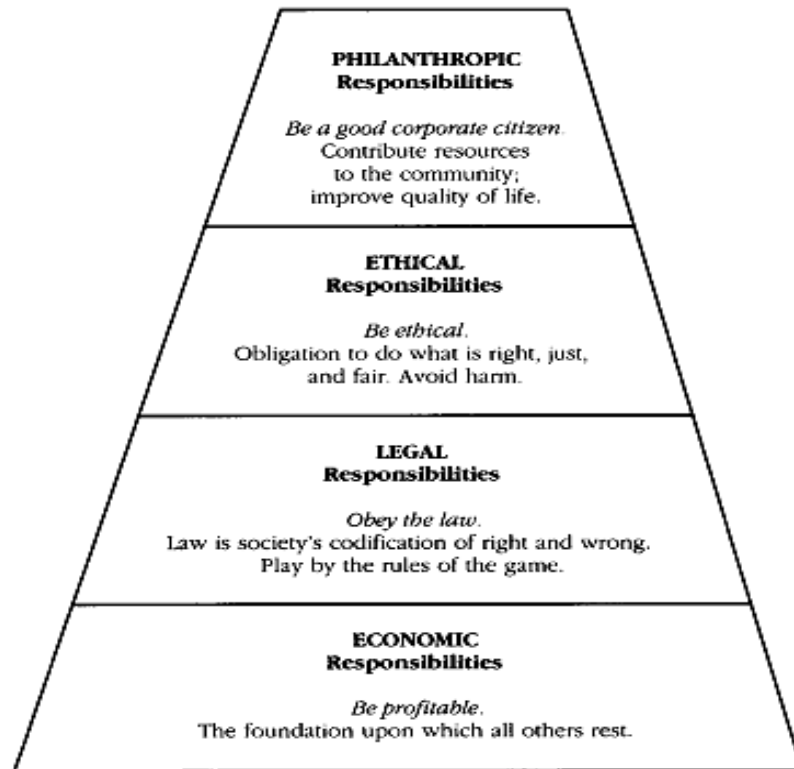 PHILANTHROPIC
Responsibilities
Be a good corporate citizen.
Contribute resources
to the community;
improve quality of life.
ETHICAL
Responsibilities
Be ethical.
Obligation to do what is right, just,
and fair. Avoid harm.
LEGAL
Responsibilities
Obey the law.
Law is society's codification of right and wrong.
Play by the rules of the game.
ECONOMIC
Responsibilities
Be profitable.
The foundation upon which all others rest.